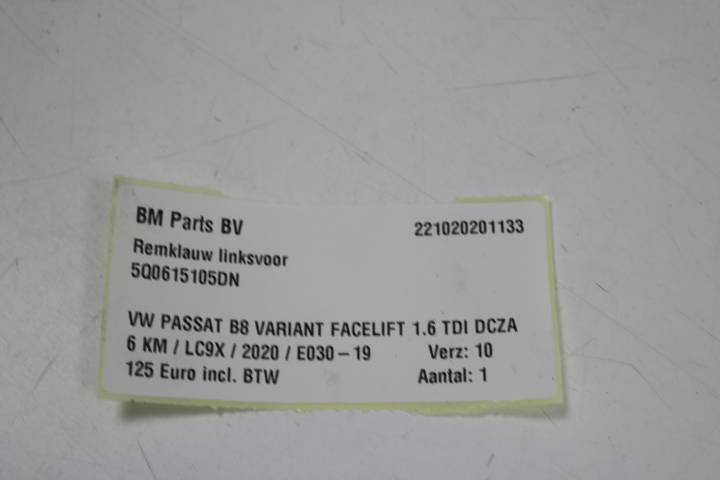 BM Parts BV 221020201133
Remklauw linksvoor
5Q0615105DN
VW PASSAT B8 VARIANT FACELIFT 1.6 TDI DCZA
6 KM / LC9X / 2020 / E030-19 Verz: 10
125 Euro incl. BTW Aantal: 1